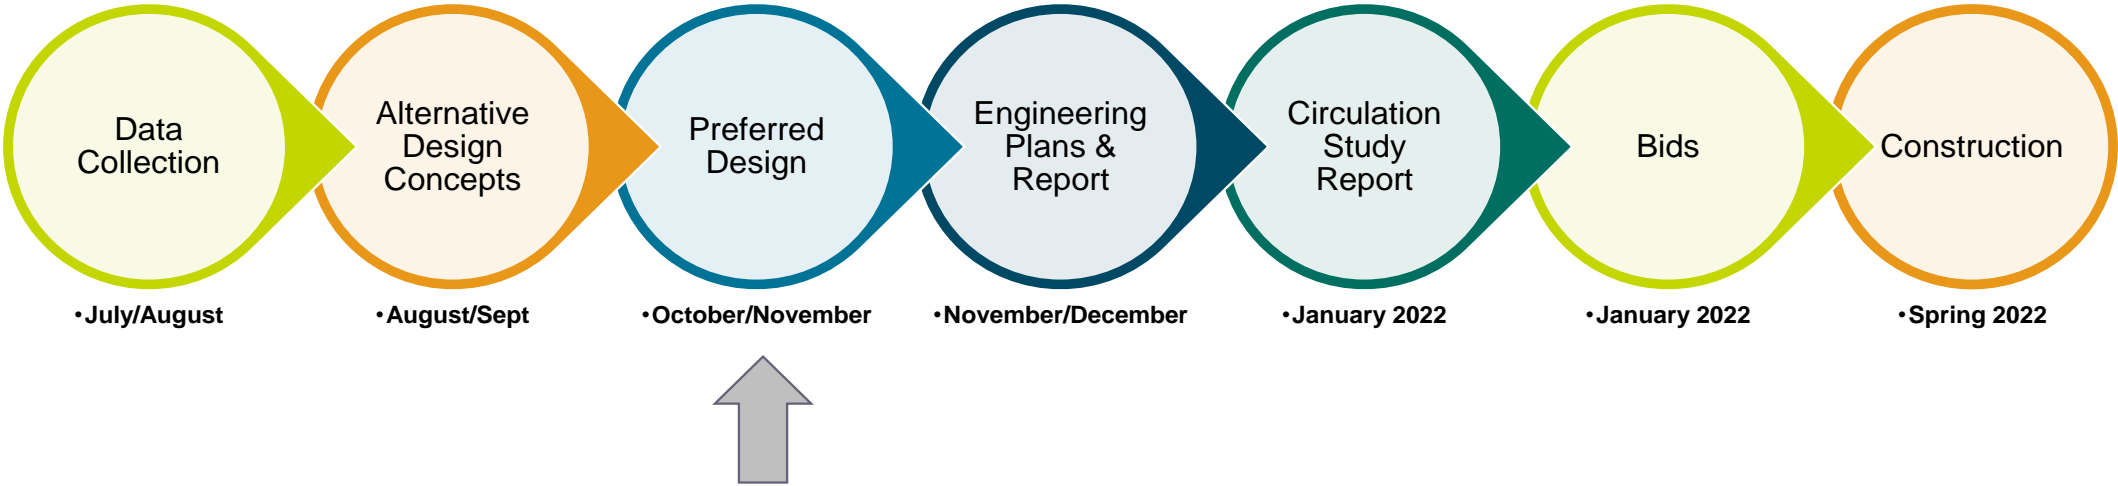 Data
Collection
Alternative
Design
Concepts
Preferred
Design
Engineering
Plans &
Report
Circulation
Study
Report
Bids
Construction
•July/August
•August/Sept
•October/November
•November/December
•January 2022
•January 2022
•Spring 2022